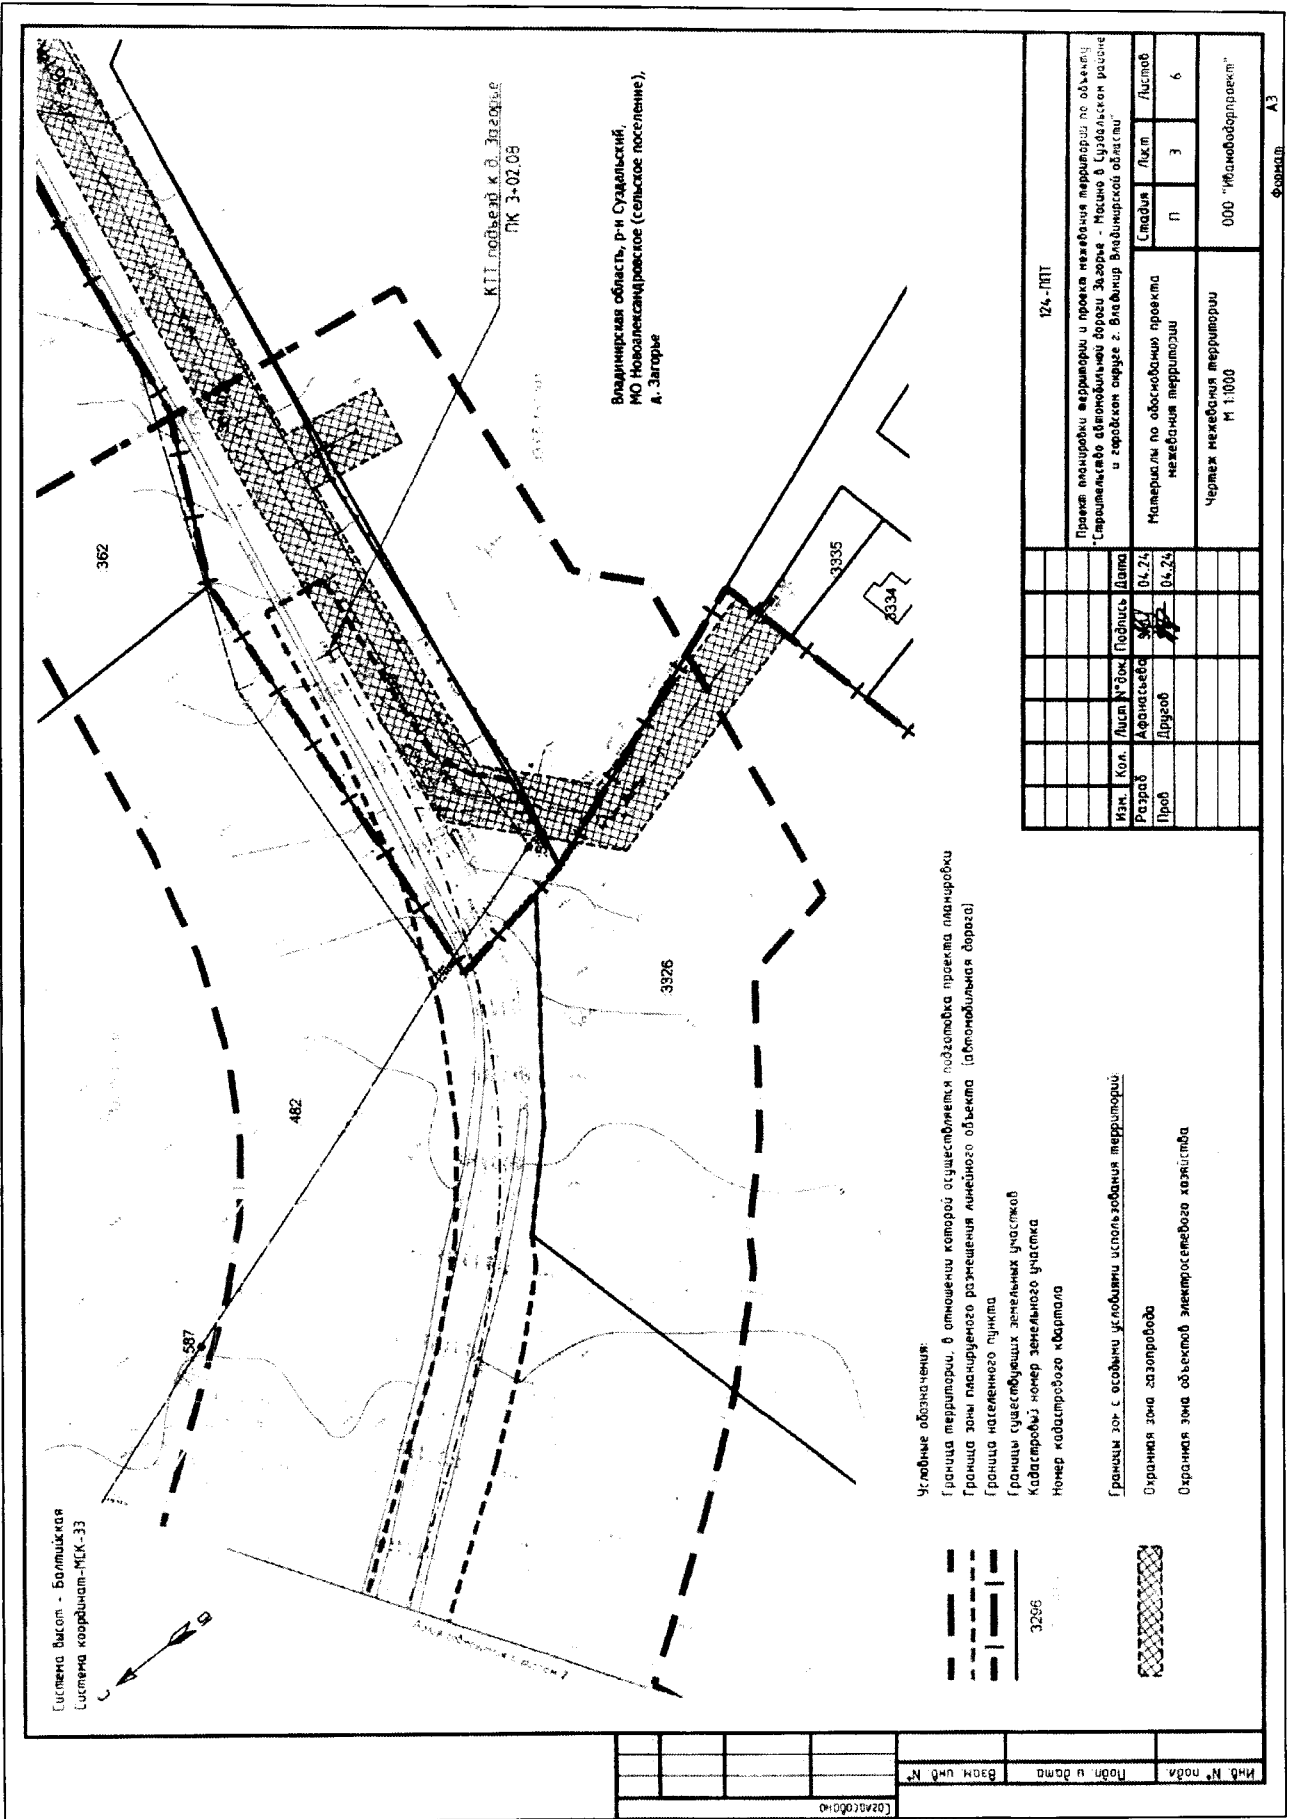 Система высот - Балтийская
Система координат-МСК-33
С
Ю
587
482
362
3326
3335
3334
КТТ подъезд к д. Загорье
ПК 3+02.08
Владимирская область, р-н Суздальский,
МО Новоалександровское (сельское поселение),
д. Загорье
Условные обозначения:
Граница территории, в отношении которой осуществляется подготовка проекта планировки
Граница зоны планируемого размещения линейного объекта (автомобильная дорога)
Граница населенного пункта
Границы существующих земельных участков
3296
Кадастровый номер земельного участка
Номер кадастрового квартала
Границы зон с особыми условиями использования территорий:
Охранная зона газопровода
Охранная зона объектов электросетевого хозяйства
124-ППТ
Проект планировки территории и проект межевания территории по объекту
"Строительство автомобильной дороги Загорье - Мосино в Суздальском районе
и городском округе г. Владимир Владимирской области"
Изм. Кол. Лист №док. Подпись Дата
Разраб Афанасьева 04.24
Пров Другов 04.24
Материалы по обоснованию проекта
межевания территории
Стадия Лист Листов
П 3 6
Чертеж межевания территории
М 1:1000
ООО "Ивановодорпроект"
Формат А3
Согласовано
Взам. инв. №
Подп. и дата
Инв. № подл.